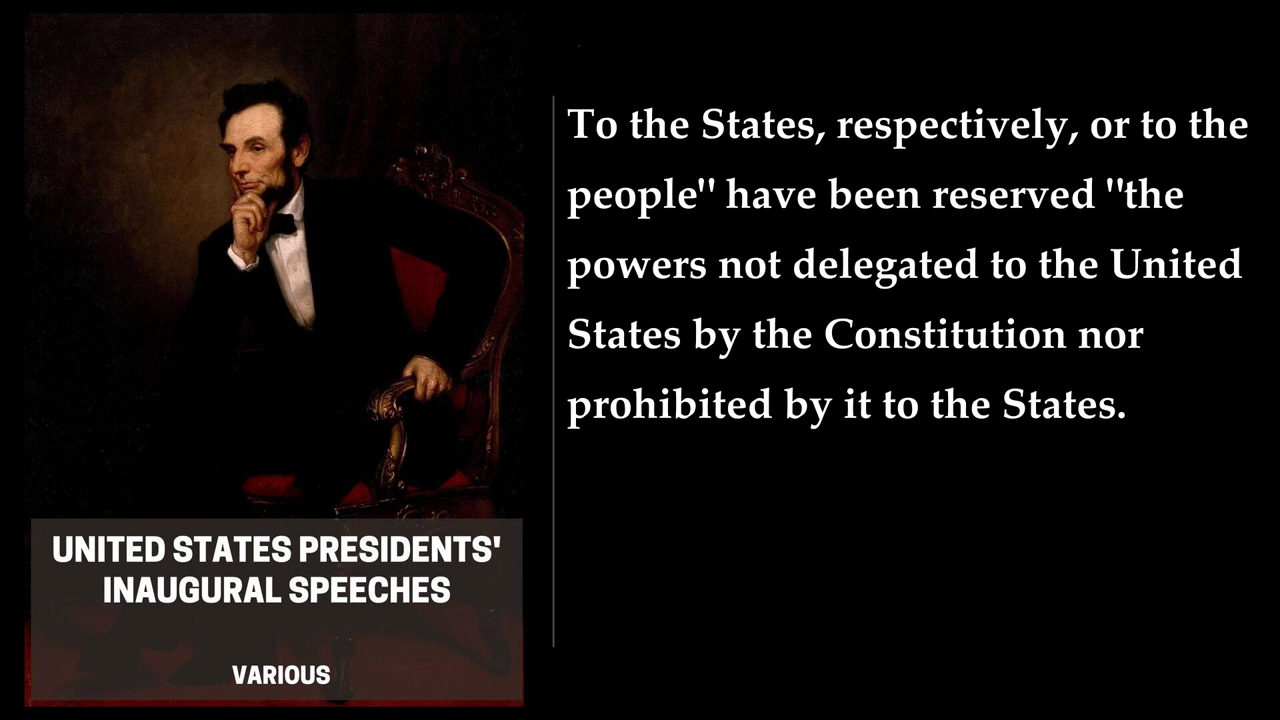 UNITED STATES PRESIDENTS'
INAUGURAL SPEECHES
VARIOUS
To the States, respectively, or to the
people" have been reserved "the
powers not delegated to the United
States by the Constitution nor
prohibited by it to the States.